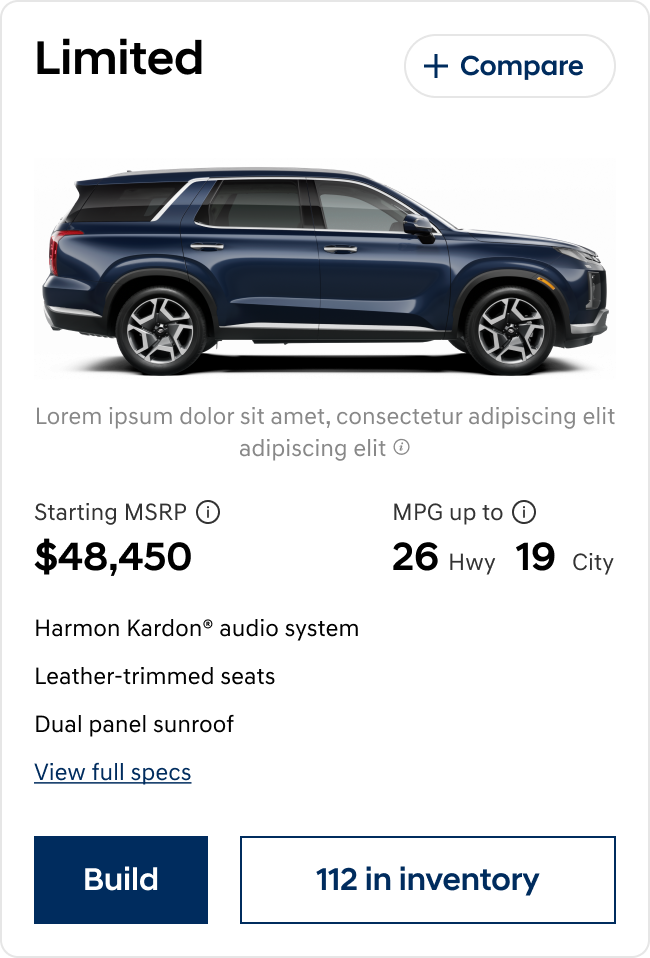 Limited
+ Compare
Lorem ipsum dolor sit amet, consectetur adipiscing elit
adipiscing elit ⓘ
Starting MSRP ⓘ
MPG up to ⓘ
$48,450
26 Hwy 19 City
Harmon Kardon® audio system
Leather-trimmed seats
Dual panel sunroof
View full specs
Build
112 in inventory